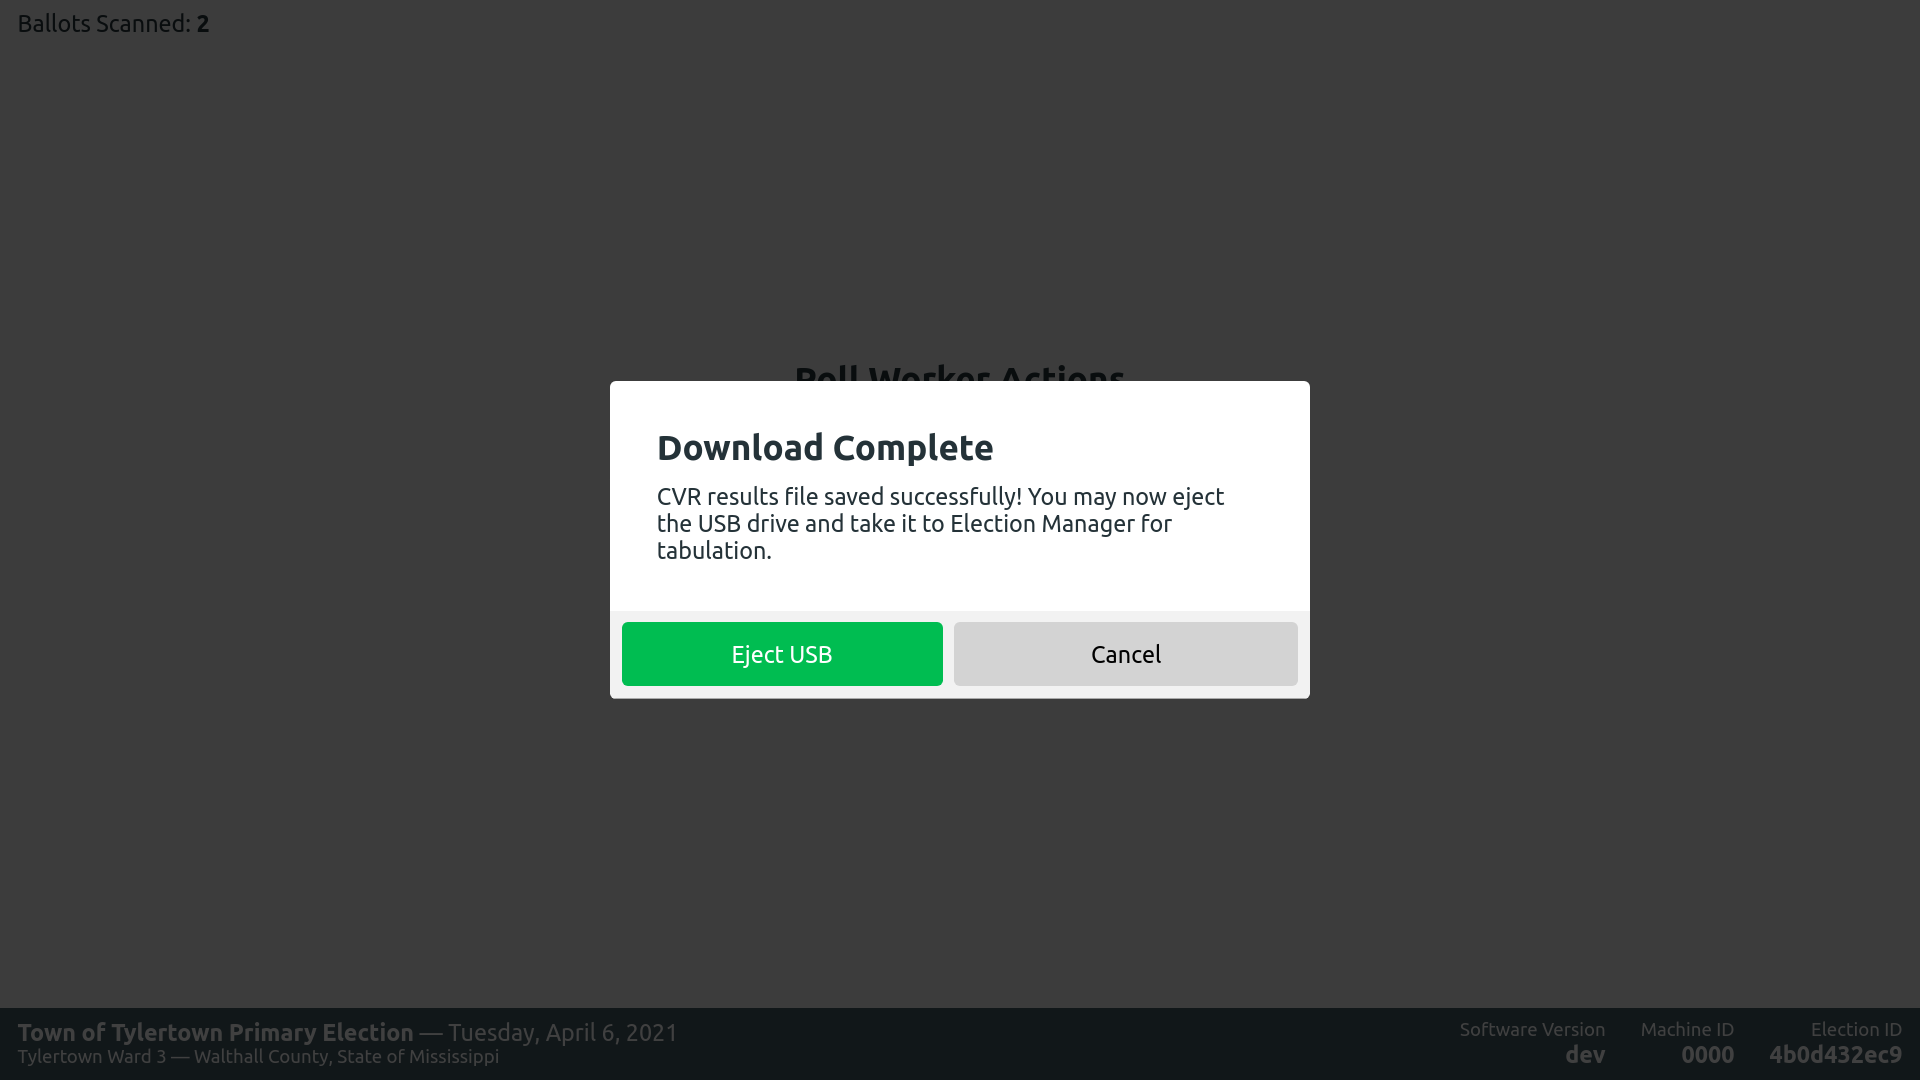 Ballots Scanned: 2
Poll Worker Actions
Download Complete
CVR results file saved successfully! You may now eject
the USB drive and take it to Election Manager for
tabulation.
Eject USB
Cancel
Town of Tylertown Primary Election — Tuesday, April 6, 2021
Tylertown Ward 3 — Walthall County, State of Mississippi
Software Version
dev
Machine ID
0000
Election ID
4b0d432ec9